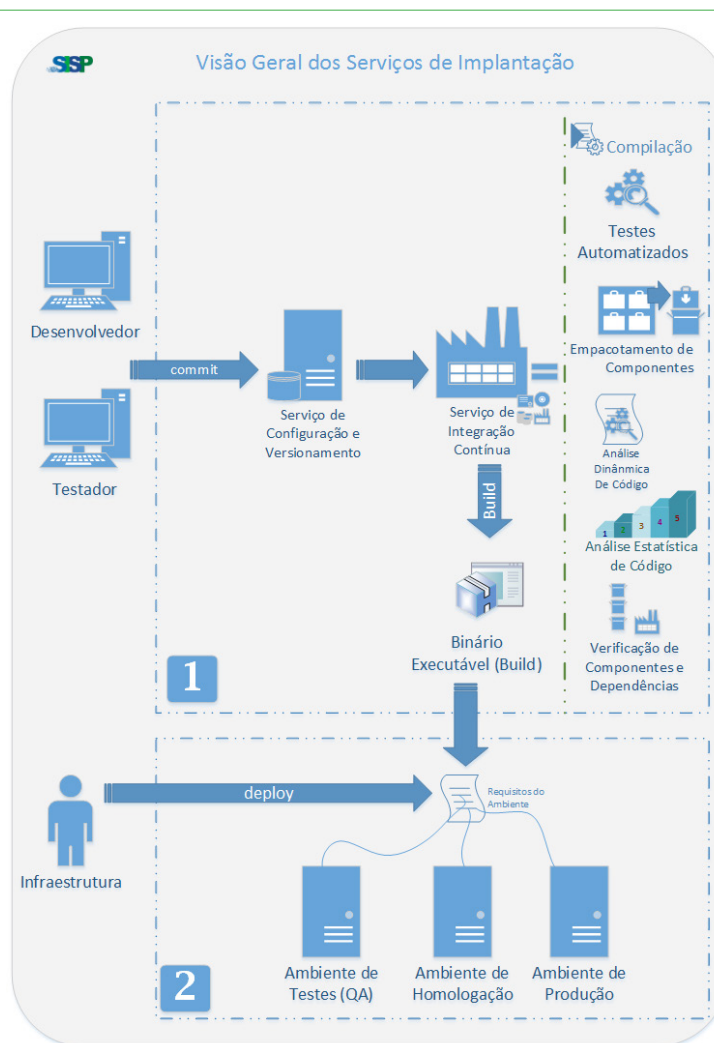 SISP
Visão Geral dos Serviços de Implantação
Compilação
Testes
Automatizados
Empacotamento de
Componentes
Análise
Dinânmica
De Código
1 2 3 4 5
Análise Estatística
de Código
Verificação de
Componentes e
Dependências
Desenvolvedor
commit
Testador
Serviço de
Configuração e
Versionamento
Serviço de
Integração
Contínua
Build
Binário
Executável (Build)
1
Infraestrutura
deploy
Requisitos do
Ambiente
Ambiente de
Testes (QA)
Ambiente de
Homologação
Ambiente de
Produção
2